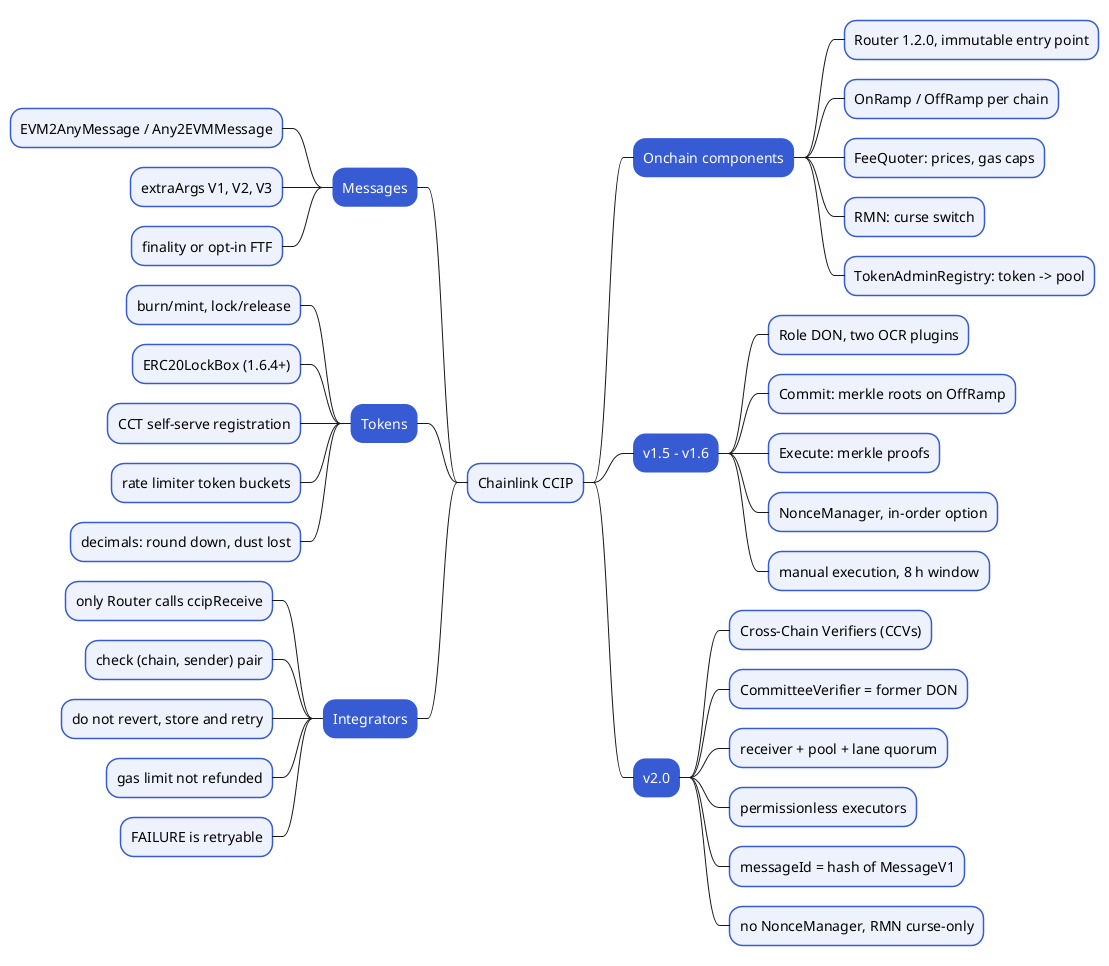 Chainlink CCIP
Onchain components
Router 1.2.0, immutable entry point
OnRamp / OffRamp per chain
FeeQuoter: prices, gas caps
RMN: curse switch
TokenAdminRegistry: token -> pool
v1.5 - v1.6
Role DON, two OCR plugins
Commit: merkle roots on OffRamp
Execute: merkle proofs
NonceManager, in-order option
manual execution, 8 h window
v2.0
Cross-Chain Verifiers (CCVs)
CommitteeVerifier = former DON
receiver + pool + lane quorum
permissionless executors
messageId = hash of MessageV1
no NonceManager, RMN curse-only
Messages
EVM2AnyMessage / Any2EVMMessage
extraArgs V1, V2, V3
finality or opt-in FTF
Tokens
burn/mint, lock/release
ERC20LockBox (1.6.4+)
CCT self-serve registration
rate limiter token buckets
decimals: round down, dust lost
Integrators
only Router calls ccipReceive
check (chain, sender) pair
do not revert, store and retry
gas limit not refunded
FAILURE is retryable